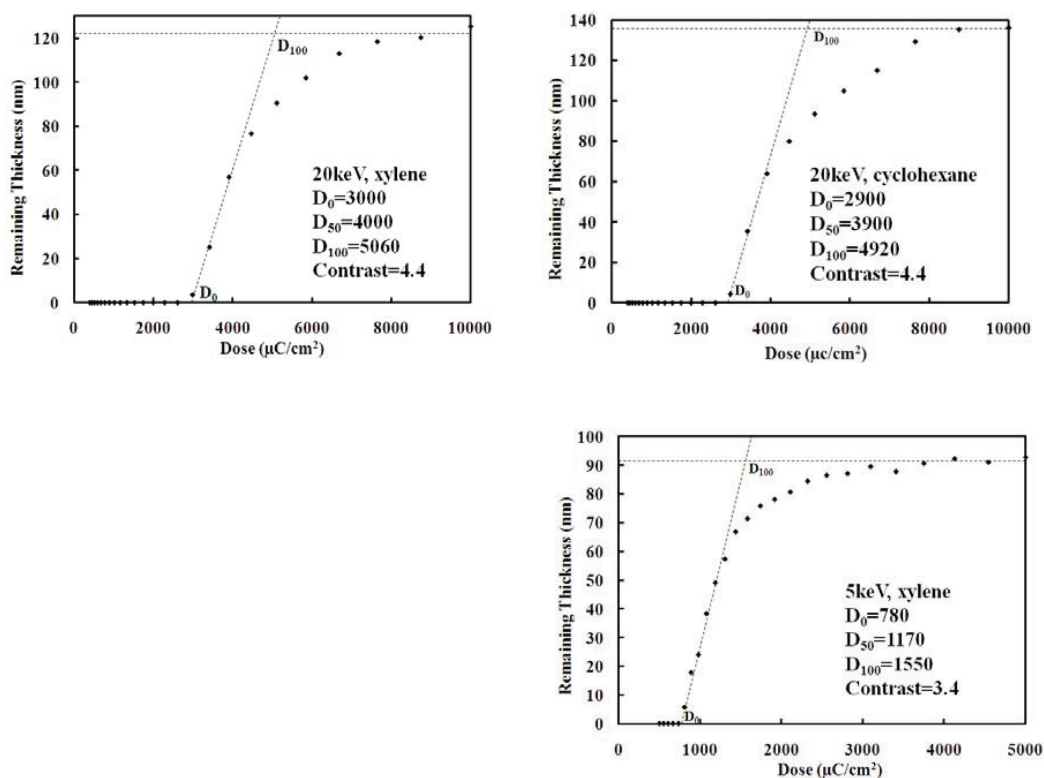 140
120
120
D100
100
100
D100
80
80
60
60
40
40
20
20
0
0
Remaining Thickness (nm)
20keV, xylene
D0=3000
D50=4000
D100=5060
Contrast=4.4
D0
0 2000 4000 6000 8000 10000
Dose (µC/cm2)
Remaining Thickness (nm)
20keV, cyclohexane
D0=2900
D50=3900
D100=4920
Contrast=4.4
D0
0 2000 4000 6000 8000 10000
Dose (µc/cm2)
100
90
80
70
60
50
40
30
20
10
0
Remaining Thickness (nm)
D100
5keV, xylene
D0=780
D50=1170
D100=1550
Contrast=3.4
D0
0 1000 2000 3000 4000 5000
Dose (µC/cm2)